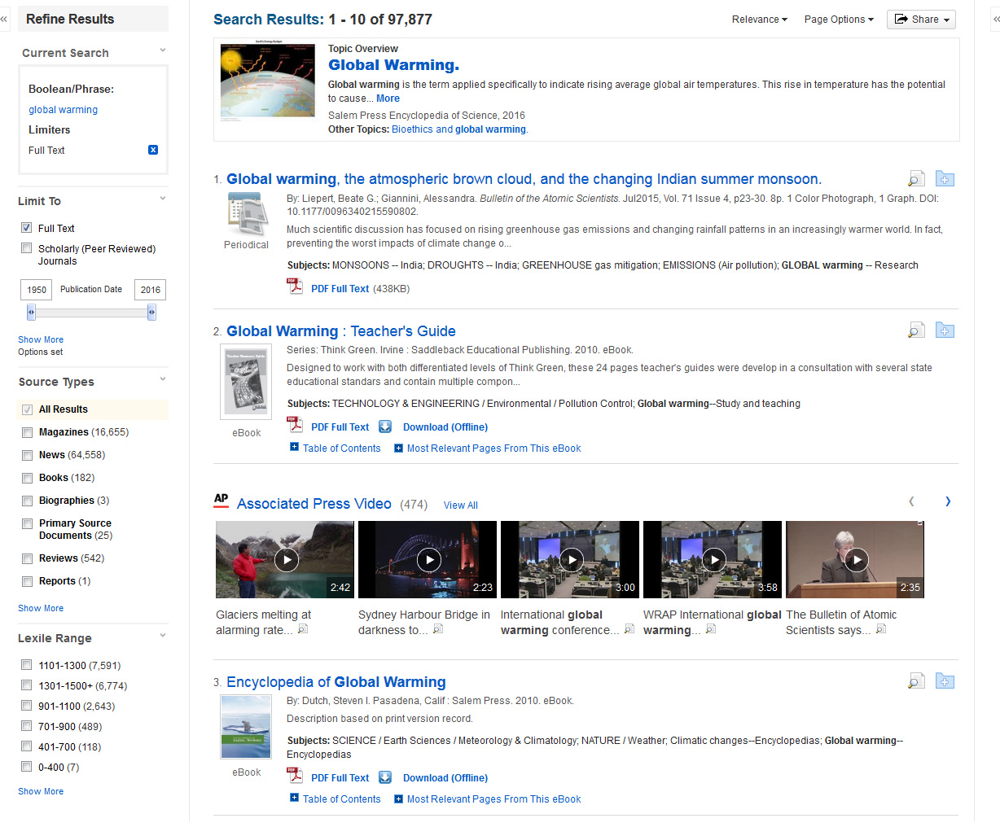 Refine Results
Current Search
Boolean/Phrase:
global warming
Limiters
Full Text
Limit To
Full Text
Scholarly (Peer Reviewed)
Journals
1950 Publication Date 2016
Show More
Options set
Source Types
All Results
Magazines (16,655)
News (64,558)
Books (182)
Biographies (3)
Primary Source
Documents (25)
Reviews (542)
Reports (1)
Show More
Lexile Range
1101-1300 (7,591)
1301-1500+ (6,774)
901-1100 (2,643)
701-900 (489)
401-700 (118)
0-400 (7)
Show More
Search Results: 1 - 10 of 97,877
Relevance Page Options Share
Earth's Energy Budget
Topic Overview
Global Warming.
Global warming is the term applied specifically to indicate rising average global air temperatures. This rise in temperature has the potential
to cause... More
Salem Press Encyclopedia of Science, 2016
Other Topics: Bioethics and global warming.
1. Global warming, the atmospheric brown cloud, and the changing Indian summer monsoon.
Periodical
By: Liepert, Beate G.; Giannini, Alessandra. Bulletin of the Atomic Scientists. Jul2015, Vol. 71 Issue 4, p23-30. 8p. 1 Color Photograph, 1 Graph. DOI:
10.1177/0096340215590802.
Much scientific discussion has focused on rising greenhouse gas emissions and changing rainfall patterns in an increasingly warmer world. In fact,
preventing the worst impacts of climate change o...
Subjects: MONSOONS -- India; DROUGHTS -- India; GREENHOUSE gas mitigation; EMISSIONS (Air pollution); GLOBAL warming -- Research
PDF Full Text (438KB)
2. Global Warming : Teacher's Guide
Teacher Resource Guide
eBook
Series: Think Green. Irvine : Saddleback Educational Publishing. 2010. eBook.
Designed to work with both differentiated levels of Think Green, these 24 pages teacher's guides were develop in a consultation with several state
educational standars and contain multiple compon...
Subjects: TECHNOLOGY & ENGINEERING / Environmental / Pollution Control; Global warming--Study and teaching
PDF Full Text Download (Offline)
Table of Contents Most Relevant Pages From This eBook
AP Associated Press Video (474) View All
2:42 2:23 3:00 3:58 2:35
Glaciers melting at
alarming rate...
Sydney Harbour Bridge in
darkness to...
International global
warming conference...
WRAP International global
warming...
The Bulletin of Atomic
Scientists says...
3. Encyclopedia of Global Warming
GLOBAL WARMING
eBook
By: Dutch, Steven I. Pasadena, Calif : Salem Press. 2010. eBook.
Description based on print version record.
Subjects: SCIENCE / Earth Sciences / Meteorology & Climatology; NATURE / Weather; Climatic changes--Encyclopedias; Global warming--
Encyclopedias
PDF Full Text Download (Offline)
Table of Contents Most Relevant Pages From This eBook